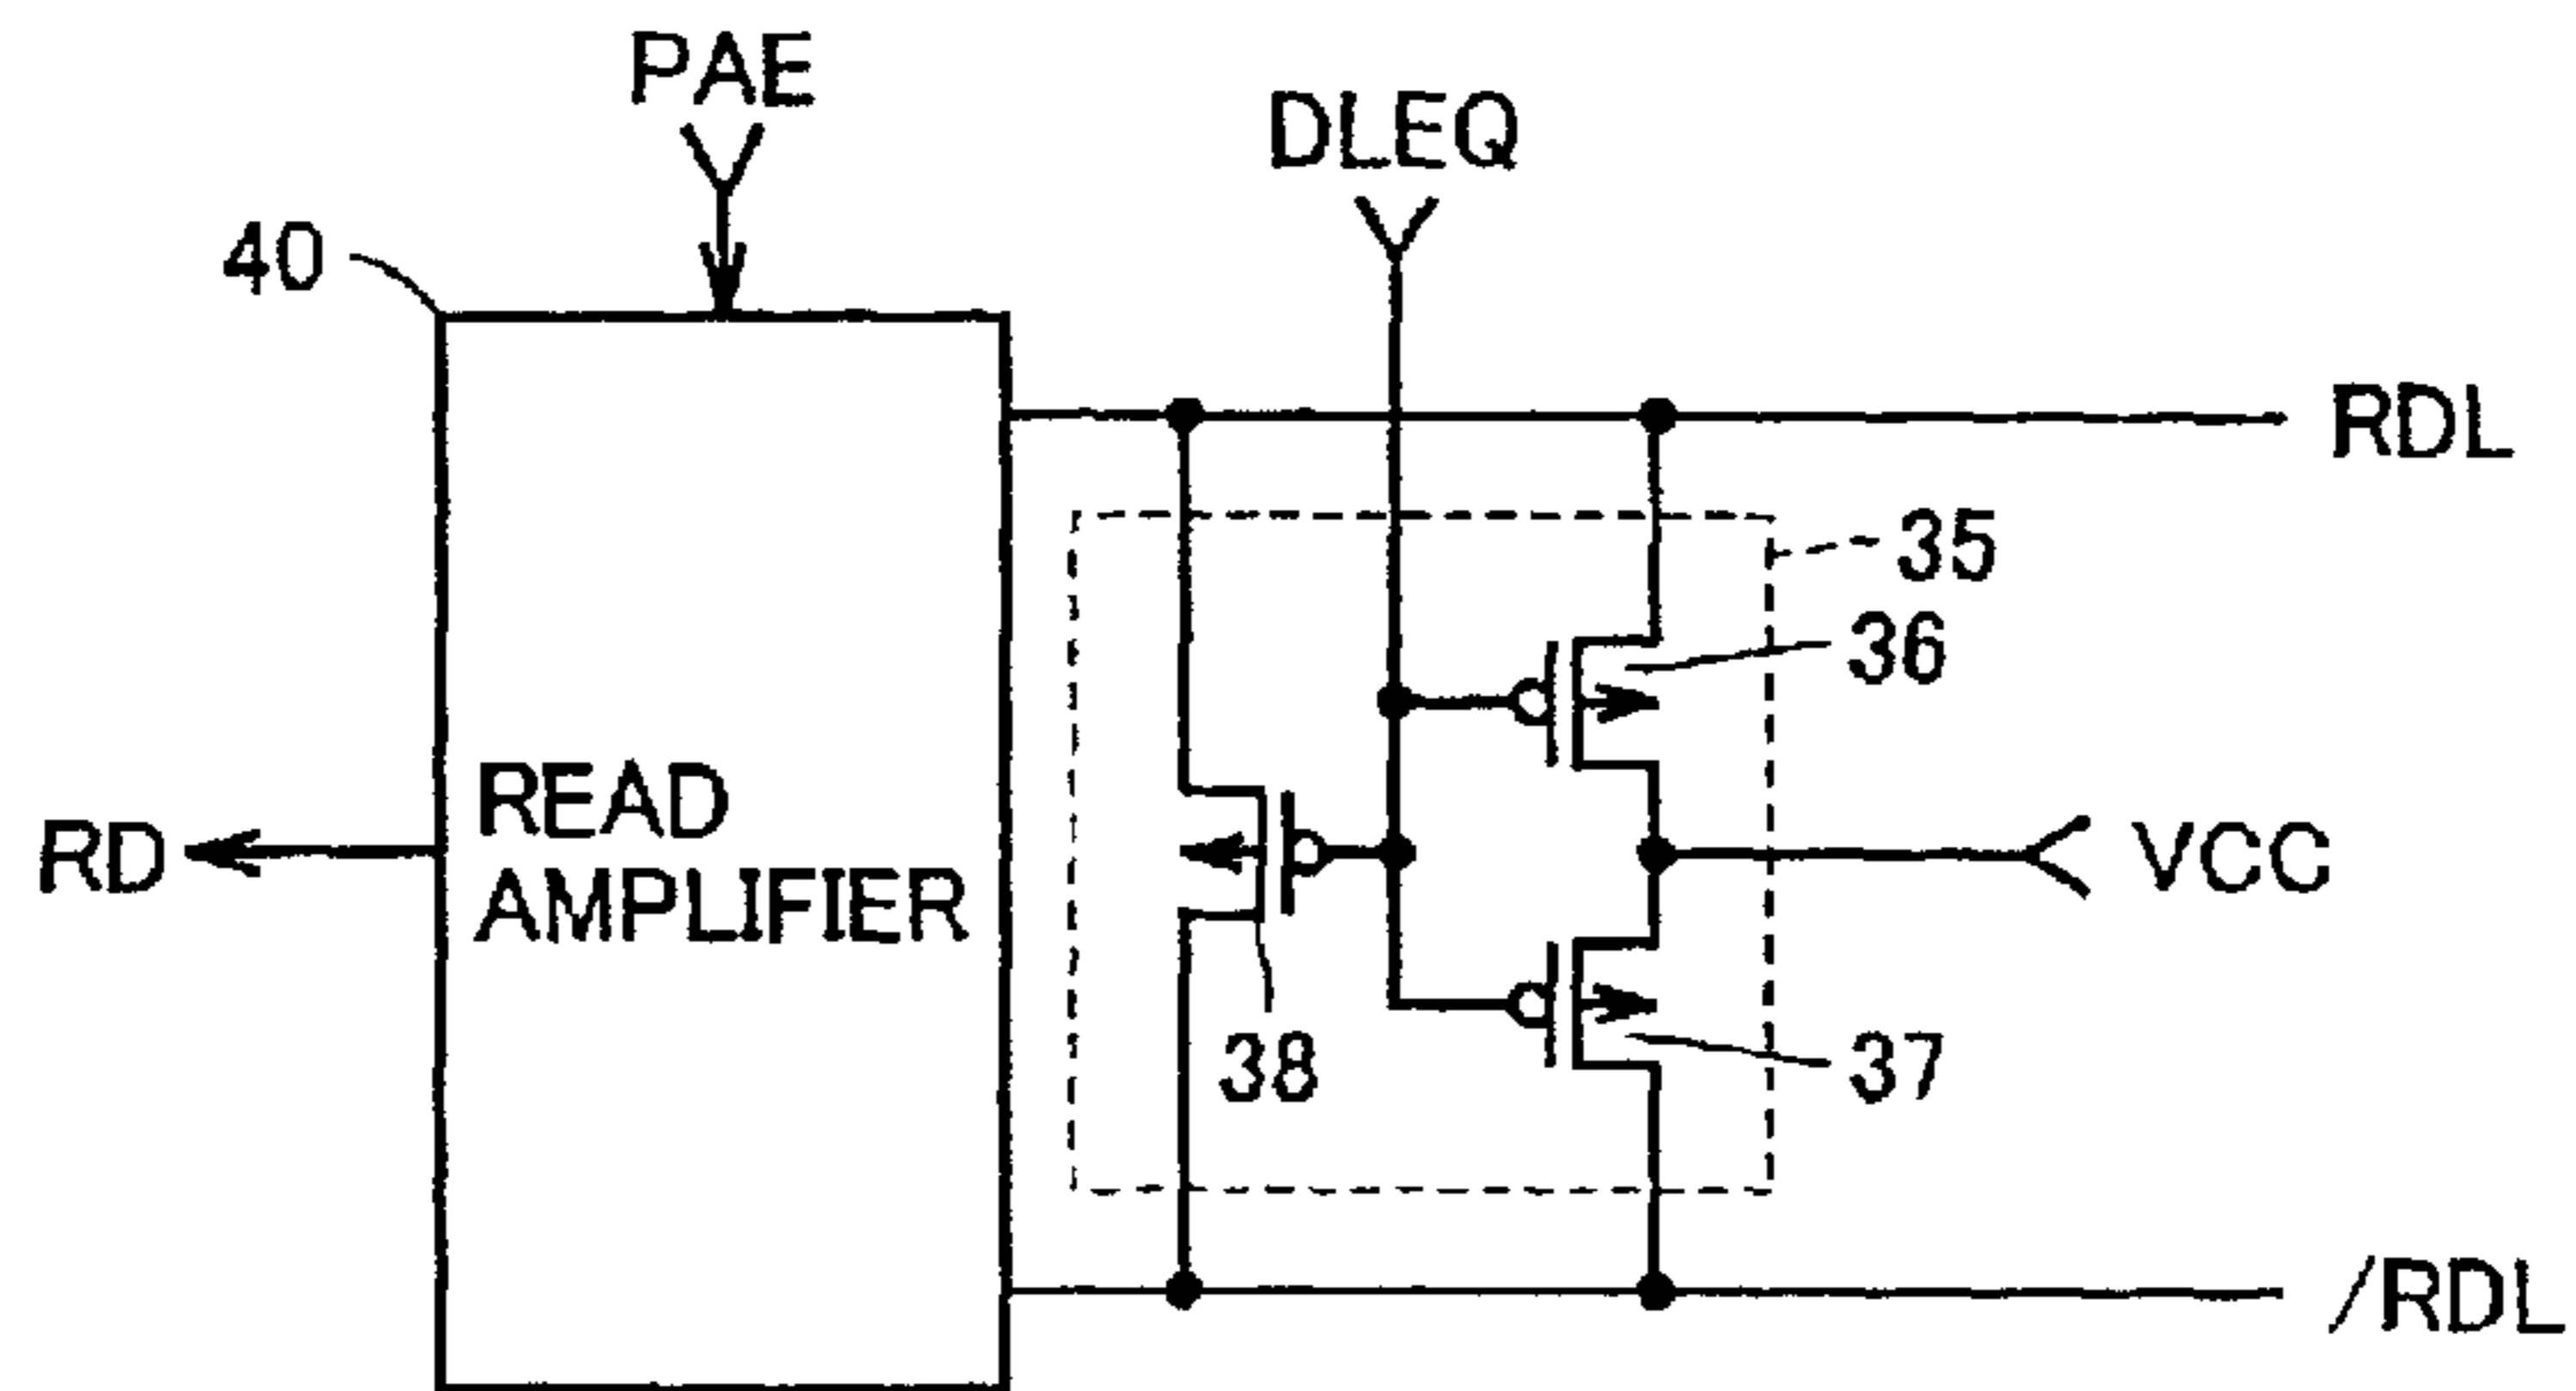 PAE
DLEQ
40
RDL
35
36
READ
AMPLIFIER
RD
VCC
38
37
/RDL